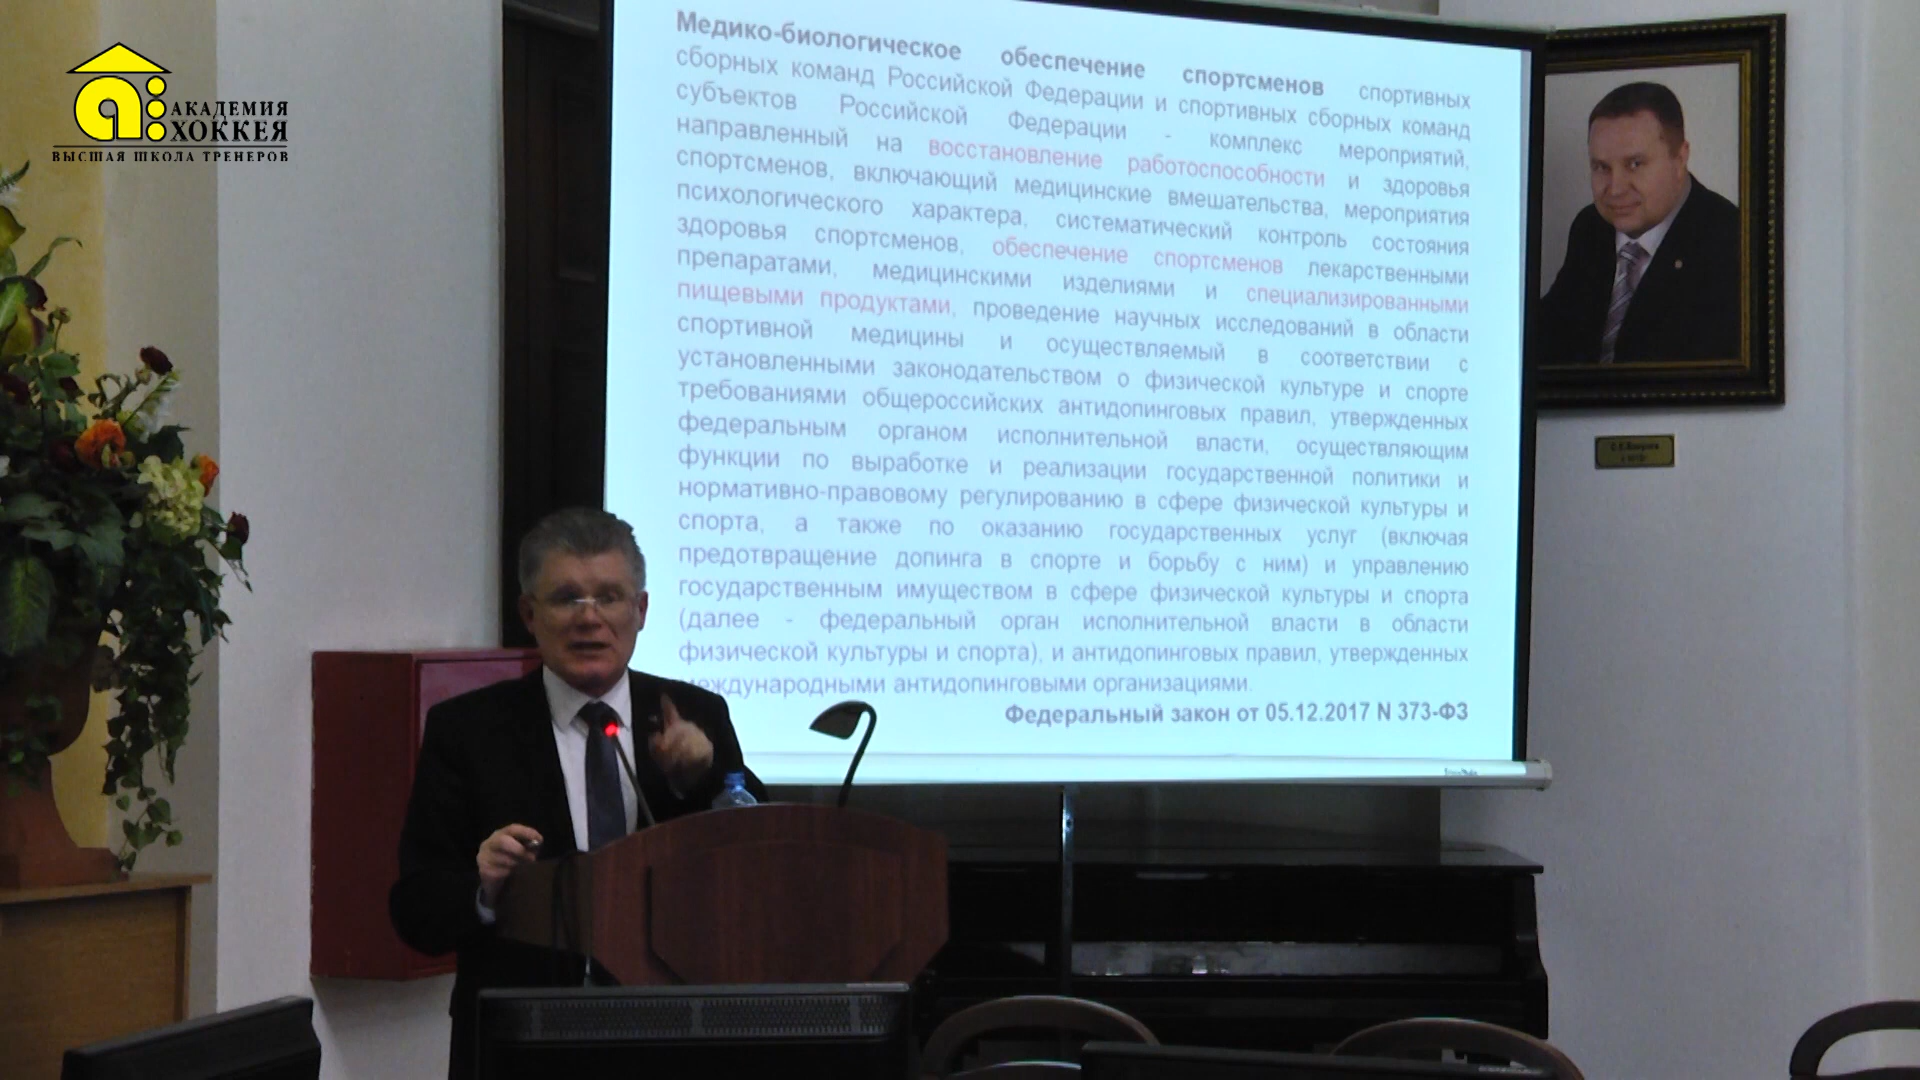 АКАДЕМИЯ
ХОККЕЯ
ВЫСШАЯ ШКОЛА ТРЕНЕРОВ
Медико-биологическое обеспечение спортсменов спортивных
сборных команд Российской Федерации и спортивных сборных команд
субъектов Российской Федерации - комплекс мероприятий,
направленный на восстановление работоспособности и здоровья
спортсменов, включающий медицинские вмешательства, мероприятия
психологического характера, систематический контроль состояния
здоровья спортсменов, обеспечение спортсменов лекарственными
препаратами, медицинскими изделиями и специализированными
пищевыми продуктами, проведение научных исследований в области
спортивной медицины и осуществляемый в соответствии с
установленными законодательством о физической культуре и спорте
требованиями общероссийских антидопинговых правил, утвержденных
федеральным органом исполнительной власти, осуществляющим
функции по выработке и реализации государственной политики и
нормативно-правовому регулированию в сфере физической культуры и
спорта, а также по оказанию государственных услуг (включая
предотвращение допинга в спорте и борьбу с ним) и управлению
государственным имуществом в сфере физической культуры и спорта
(далее - федеральный орган исполнительной власти в области
физической культуры и спорта), и антидопинговых правил, утвержденных
международными антидопинговыми организациями.
Федеральный закон от 05.12.2017 N 373-ФЗ